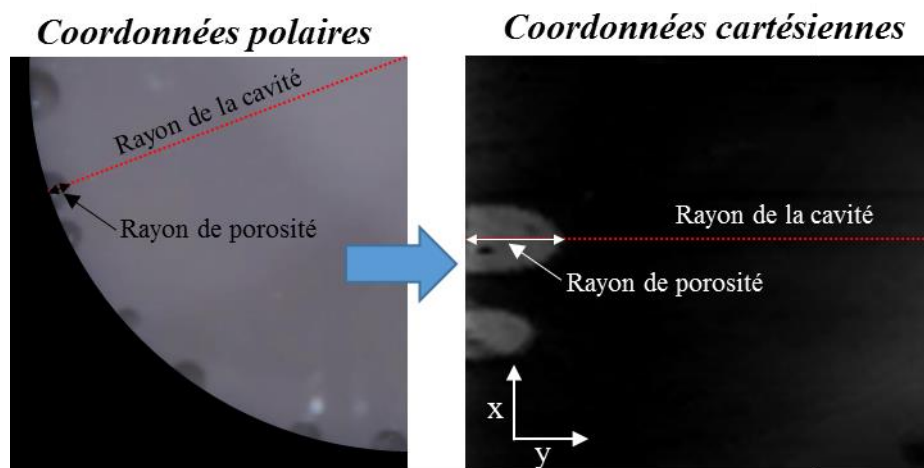 Coordonnées polaires
Coordonnées cartésiennes
Rayon de la cavité
Rayon de porosité
Rayon de la cavité
Rayon de porosité
x
y